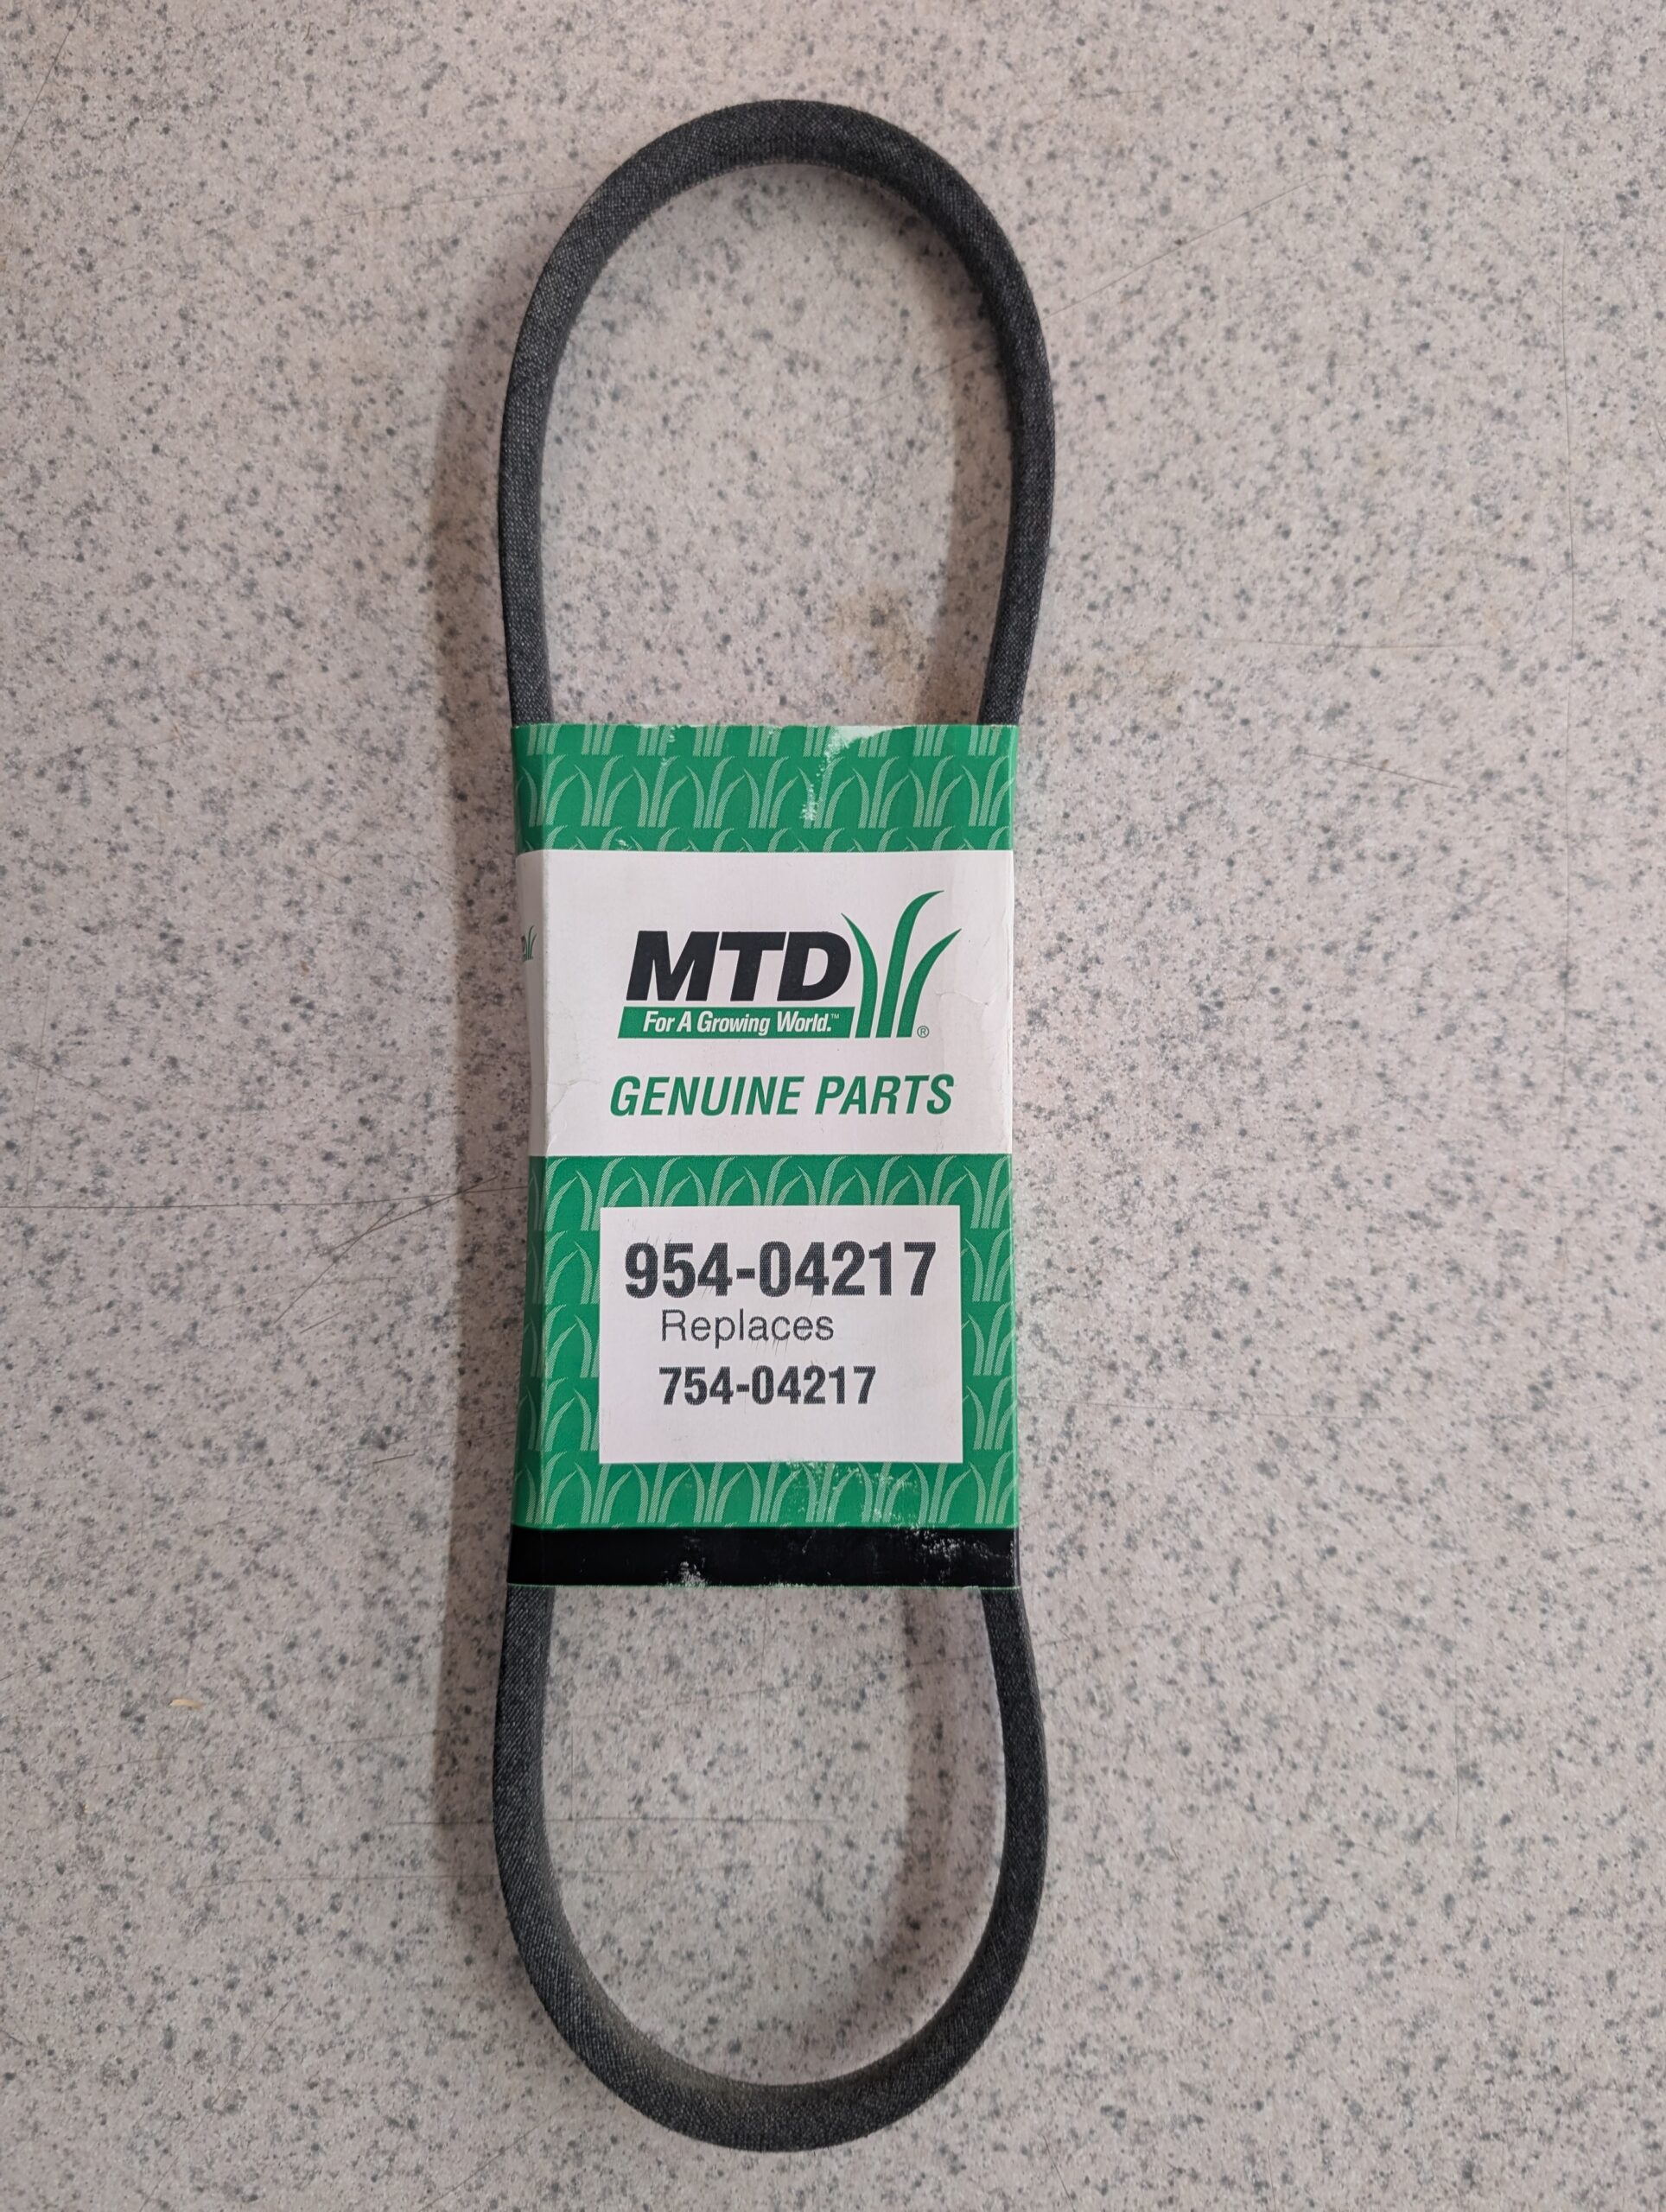 MTD
For A Growing World.™
®
GENUINE PARTS
954-04217
Replaces
754-04217